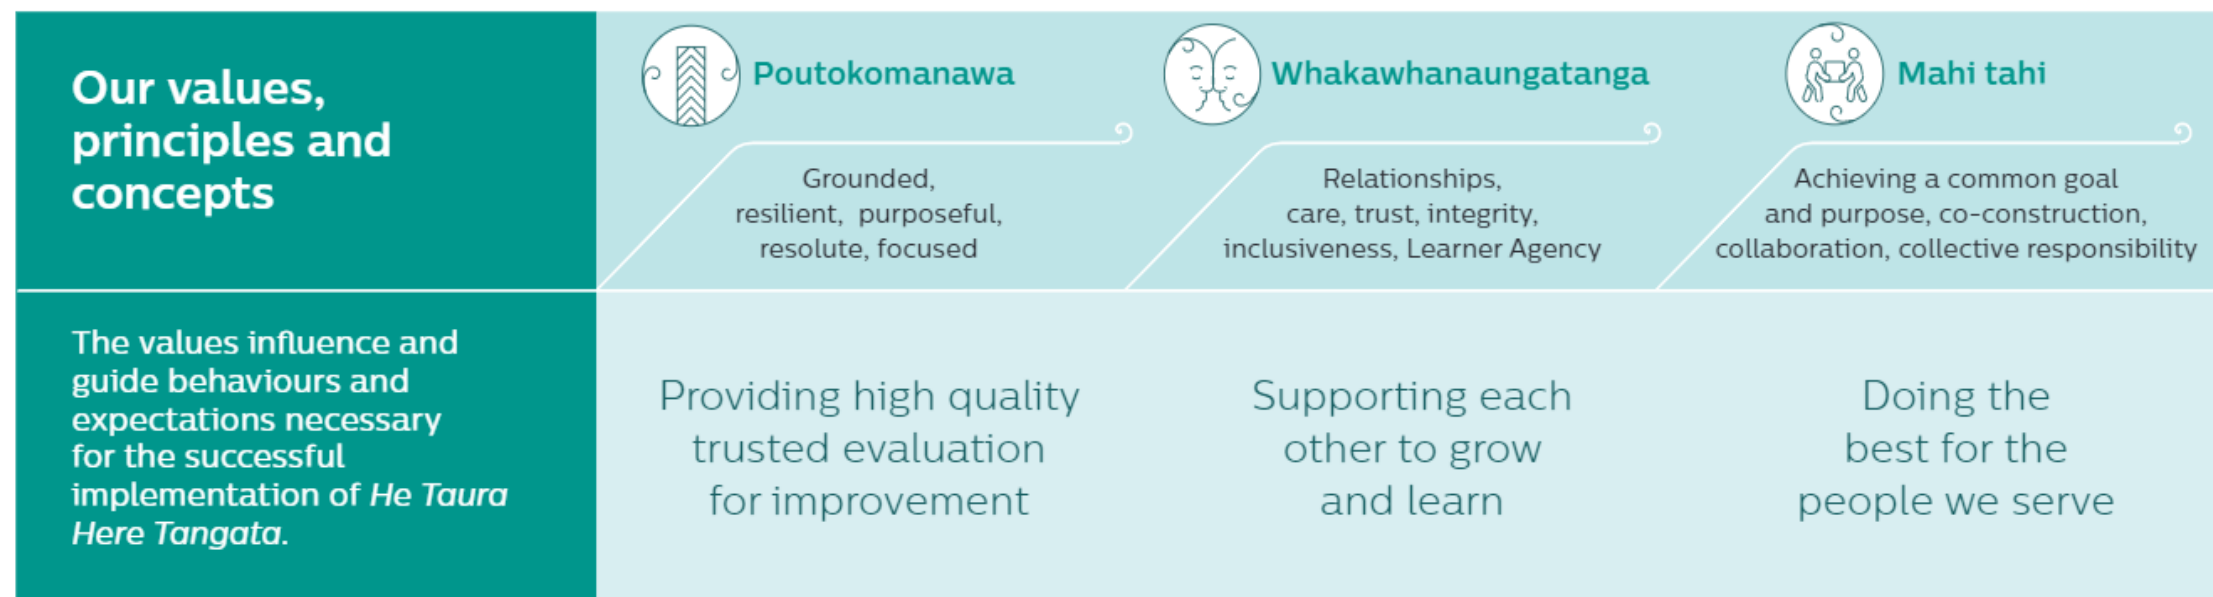 Our values,
principles and
concepts
Poutokomanawa
Grounded,
resilient, purposeful,
resolute, focused
Whakawhanaungatanga
Relationships,
care, trust, integrity,
inclusiveness, Learner Agency
Mahi tahi
Achieving a common goal
and purpose, co-construction,
collaboration, collective responsibility
The values influence and
guide behaviours and
expectations necessary
for the successful
implementation of He Taura
Here Tangata.
Providing high quality
trusted evaluation
for improvement
Supporting each
other to grow
and learn
Doing the
best for the
people we serve